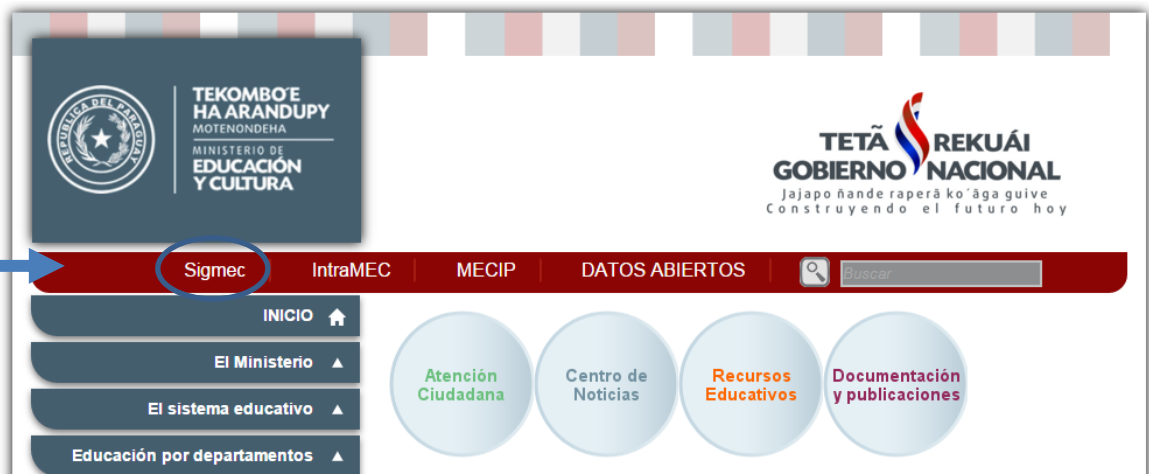 REPUBLICA DEL PARAGUAY
TEKOMBO'E
HA ARANDUPY
MOTENONDEHA
MINISTERIO DE
EDUCACIÓN
Y CULTURA
TETÃ REKUÁI
GOBIERNO NACIONAL
Jajapo ñande raperã ko´ãga guive
Construyendo el futuro hoy
Sigmec IntraMEC MECIP DATOS ABIERTOS Buscar
INICIO
El Ministerio
El sistema educativo
Educación por departamentos
Atención
Ciudadana
Centro de
Noticias
Recursos
Educativos
Documentación
y publicaciones